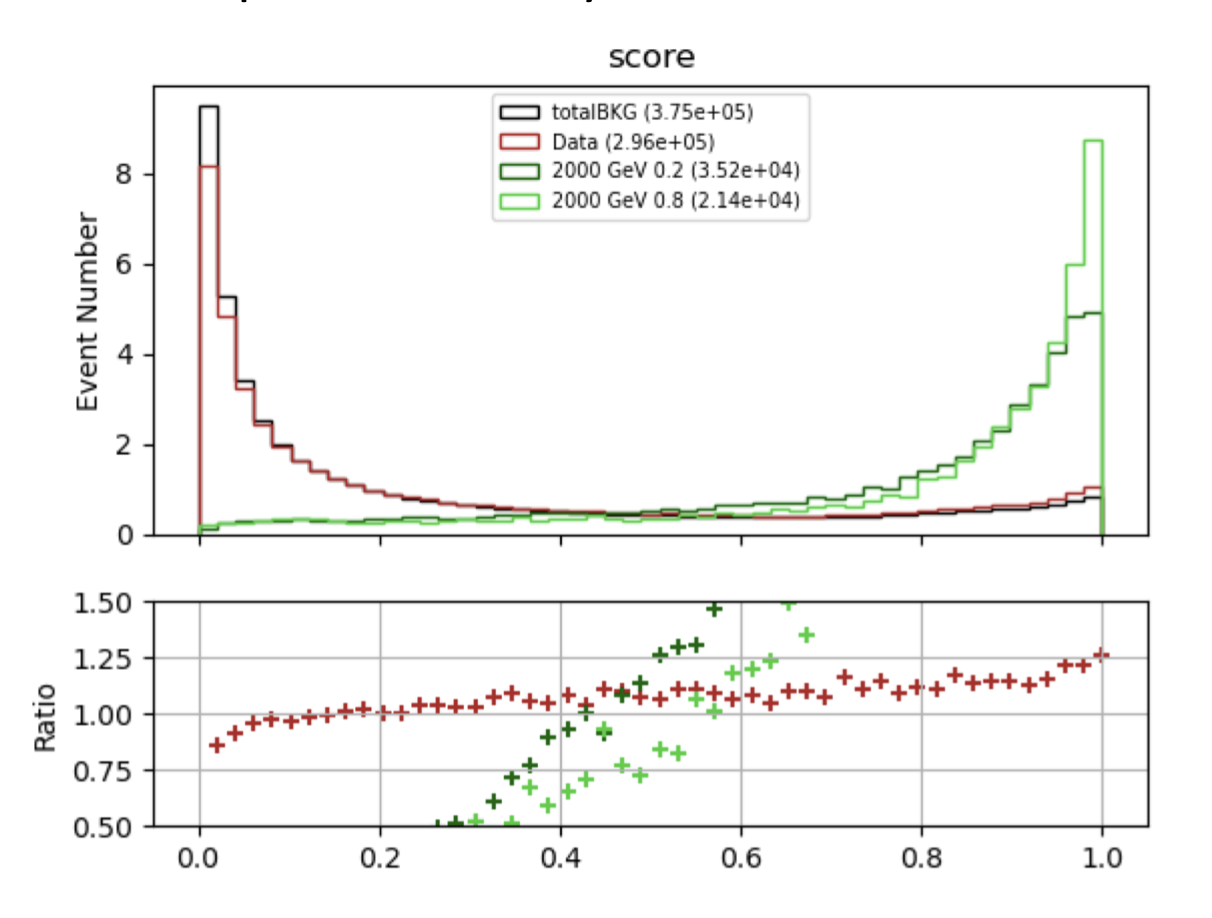 score
totalBKG (3.75e+05)
Data (2.96e+05)
2000 GeV 0.2 (3.52e+04)
2000 GeV 0.8 (2.14e+04)
Event Number
8
6
4
2
0
Ratio
1.50
1.25
1.00
0.75
0.50
0.0 0.2 0.4 0.6 0.8 1.0